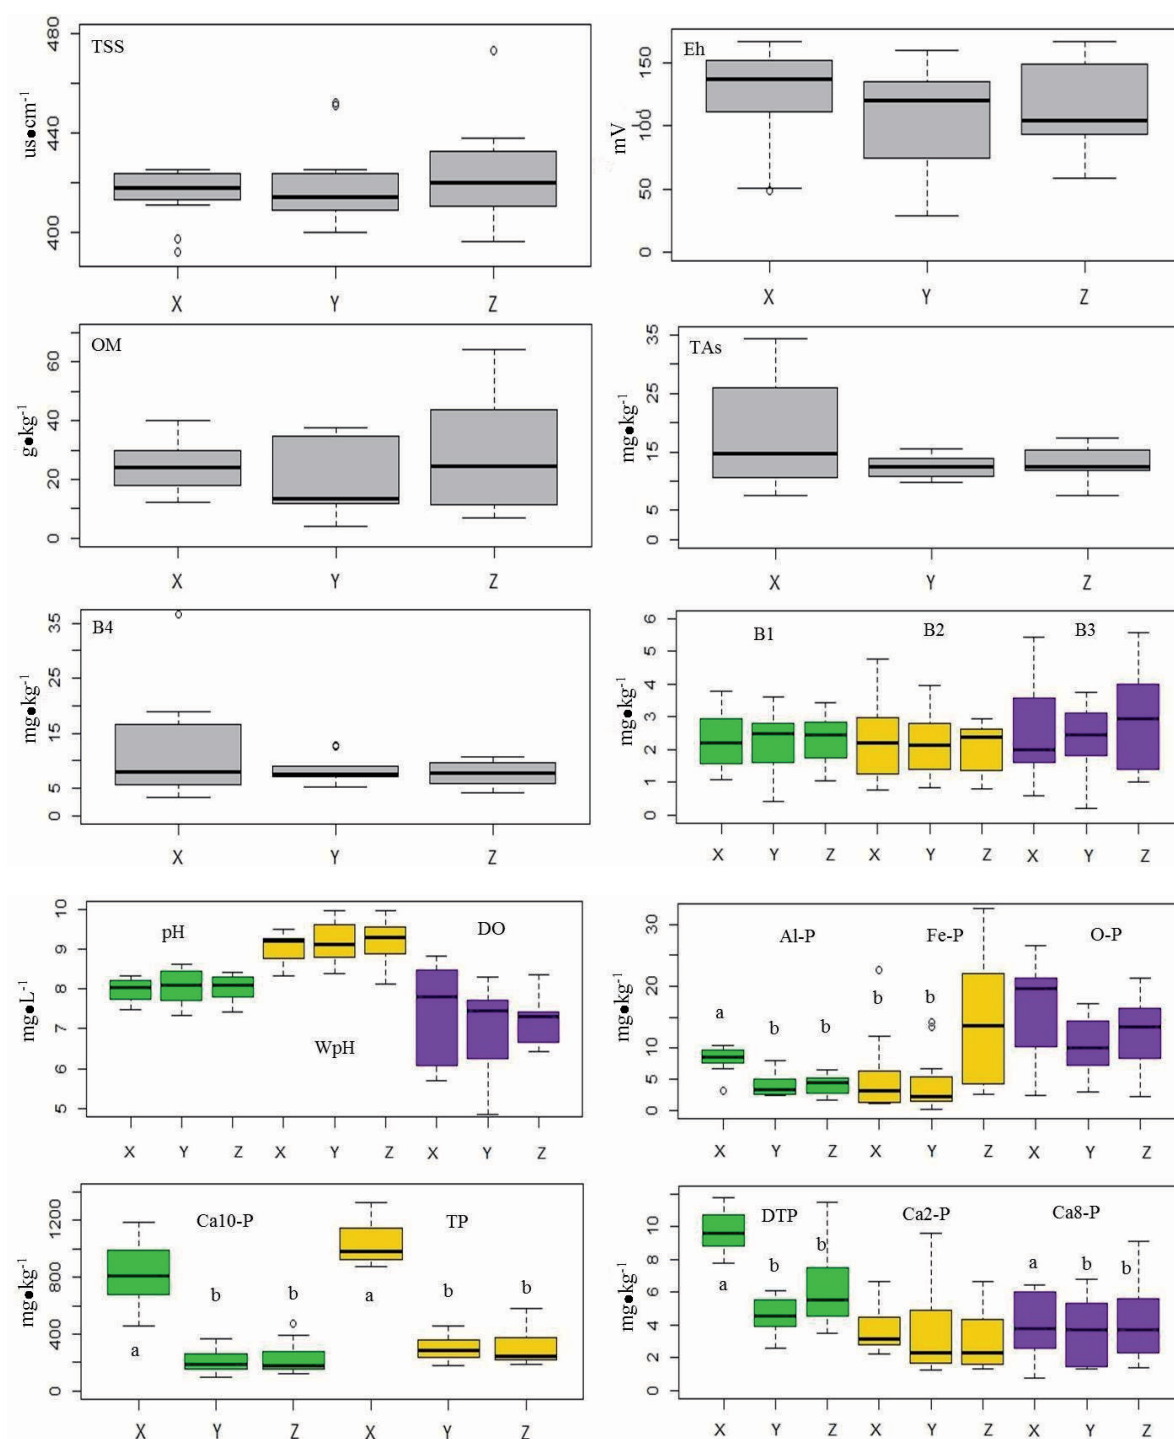 TSS
us●cm⁻¹
480
440
400
X Y Z
Eh
mV
150
100
50
0
X Y Z
OM
g●kg⁻¹
60
40
20
0
X Y Z
TAs
mg●kg⁻¹
35
25
15
5
0
X Y Z
B4
mg●kg⁻¹
35
25
15
5
0
X Y Z
B1 B2 B3
mg●kg⁻¹
6
5
4
3
2
1
0
X Y Z X Y Z X Y Z
pH WpH DO
mg●L⁻¹
10
9
8
7
6
5
X Y Z X Y Z X Y Z
Al-P Fe-P O-P
mg●kg⁻¹
30
20
10
5
0
a b b b b
X Y Z X Y Z X Y Z
Ca10-P TP
mg●kg⁻¹
1200
800
400
0
a b b a b b
X Y Z X Y Z
DTP Ca2-P Ca8-P
mg●kg⁻¹
10
8
6
4
2
0
a b b a b b
X Y Z X Y Z X Y Z